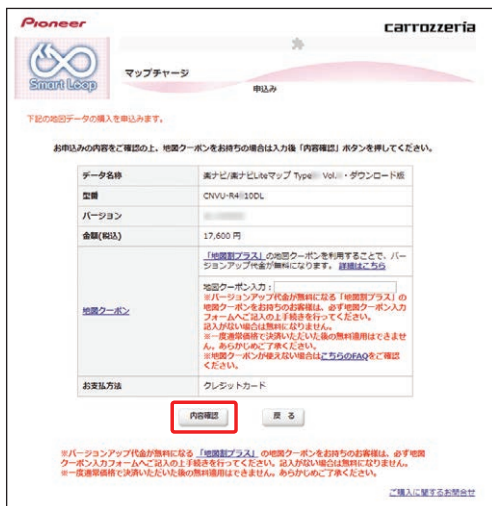 Pioneer
carrozzeria
Smart Loop
マップチャージ
申込み
下記の地図データの購入を申込みます。
お申込みの内容をご確認の上、地図クーポンをお持ちの場合は入力後「内容確認」ボタンを押してください。
データ名称
楽ナビ/楽ナビLiteマップ Type Vol. ・ダウンロード版
型番
CNVU-R4 10DL
バージョン
金額(税込)
17,600 円
地図クーポン
「地図割プラス」の地図クーポンを利用することで、バー
ジョンアップ代金が無料になります。 詳細はこちら
地図クーポン入力：
※バージョンアップ代金が無料になる「地図割プラス」の
地図クーポンをお持ちのお客様は、必ず地図クーポン入力
フォームへご記入の上手続きを行ってください。
記入がない場合は無料になりません。
※一度通常価格で決済いただいた後の無料適用はできませ
ん。あらかじめご了承ください。
※地図クーポンが使えない場合はこちらのFAQをご確認
ください。
お支払方法
クレジットカード
内容確認
戻 る
※バージョンアップ代金が無料になる 「地図割プラス」 の地図クーポンをお持ちのお客様は、必ず地図
クーポン入力フォームへご記入の上手続きを行ってください。記入がない場合は無料になりません。
※一度通常価格で決済いただいた後の無料適用はできません。あらかじめご了承ください。
ご購入に関するお問合せ